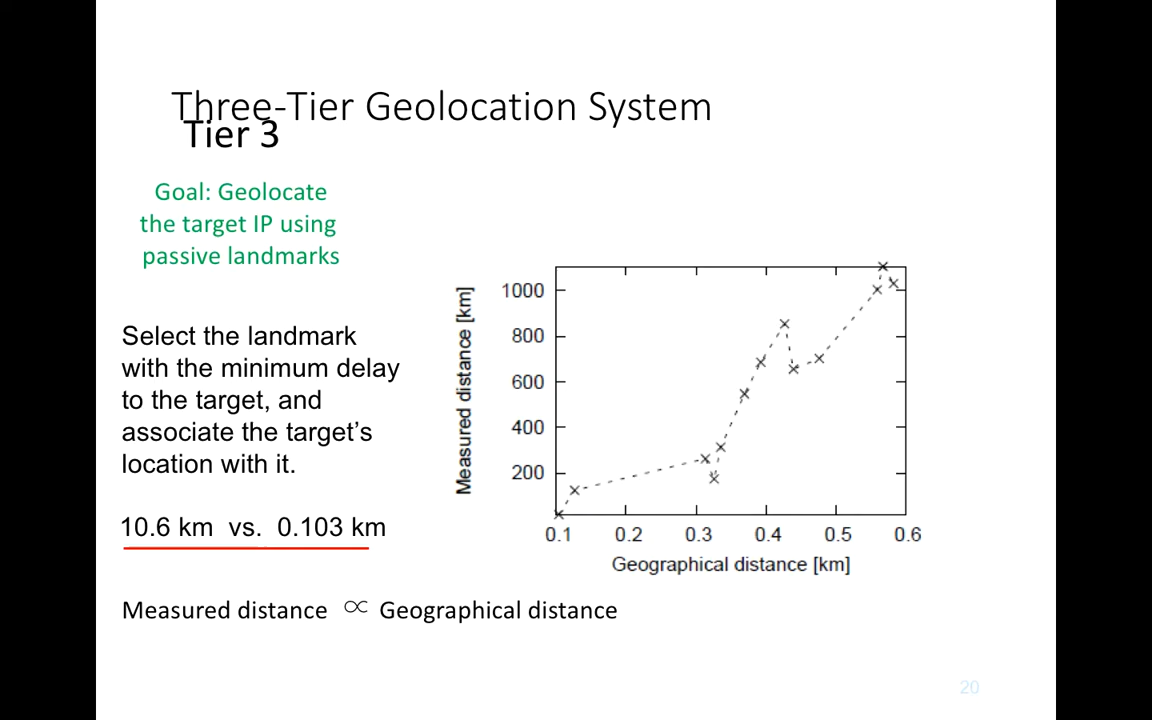 Three-Tier Geolocation System
Tier 3
Goal: Geolocate
the target IP using
passive landmarks
Select the landmark
with the minimum delay
to the target, and
associate the target’s
location with it.
10.6 km vs. 0.103 km
Measured distance [km]
1000
800
600
400
200
0.1 0.2 0.3 0.4 0.5 0.6
Geographical distance [km]
Measured distance ∝ Geographical distance
20